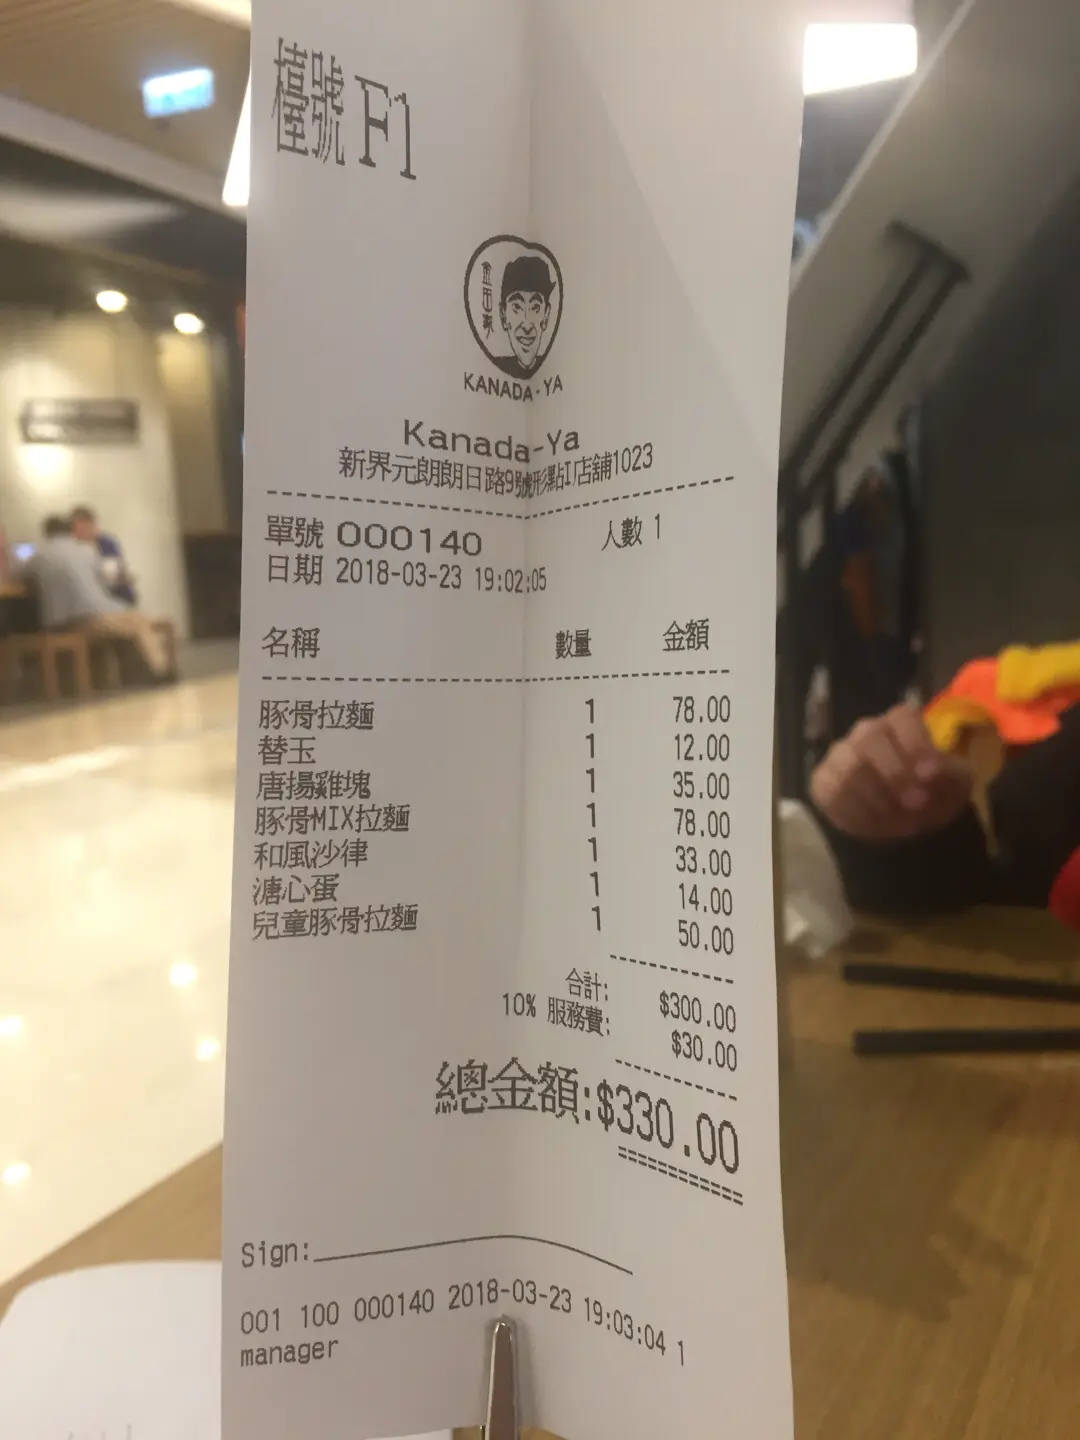 檯號 F1
金田家
KANADA-YA
Kanada-Ya
新界元朗朗日路9號形點I店舖1023
單號 000140 人數 1
日期 2018-03-23 19:02:05
名稱 數量 金額
豚骨拉麵 1 78.00
替玉 1 12.00
唐揚雞塊 1 35.00
豚骨MIX拉麵 1 78.00
和風沙律 1 33.00
溏心蛋 1 14.00
兒童豚骨拉麵 1 50.00
合計: $300.00
10% 服務費: $30.00
總金額:$330.00
Sign:
001 100 000140 2018-03-23 19:03:04 1
manager